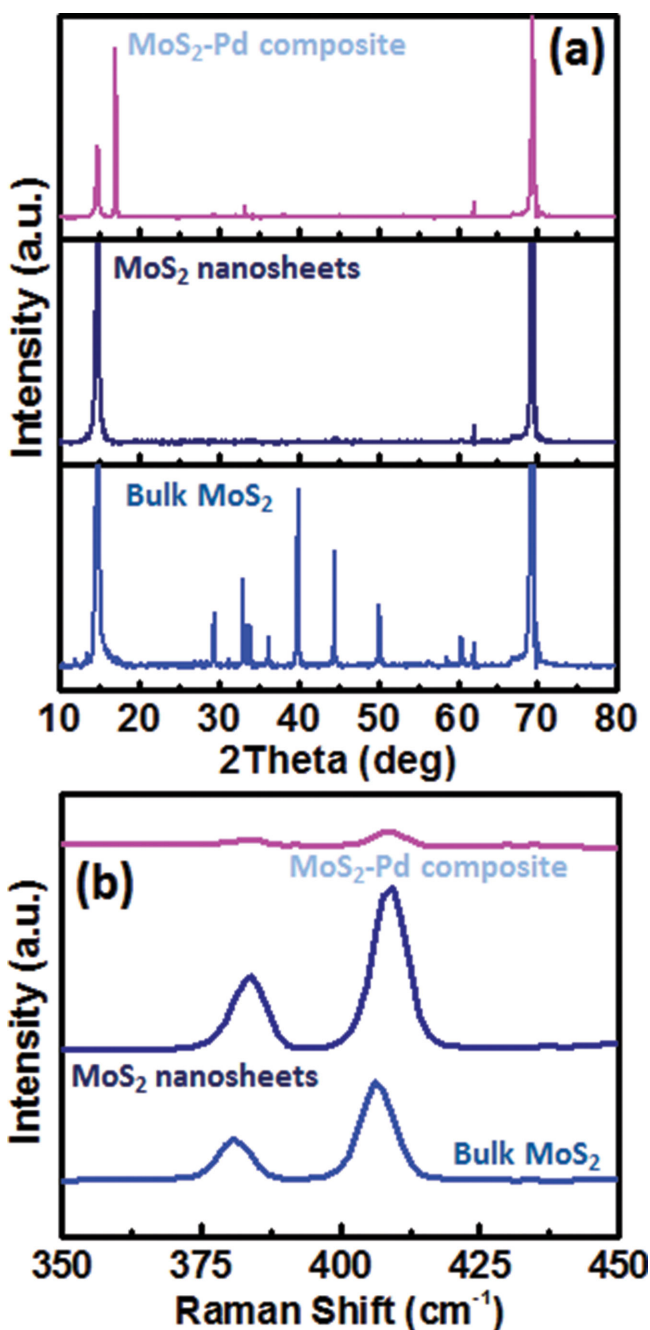 MoS₂-Pd composite
(a)
MoS₂ nanosheets
Bulk MoS₂
Intensity (a.u.)
10 20 30 40 50 60 70 80
2Theta (deg)
MoS₂-Pd composite
(b)
MoS₂ nanosheets
Bulk MoS₂
Intensity (a.u.)
350 375 400 425 450
Raman Shift (cm⁻¹)